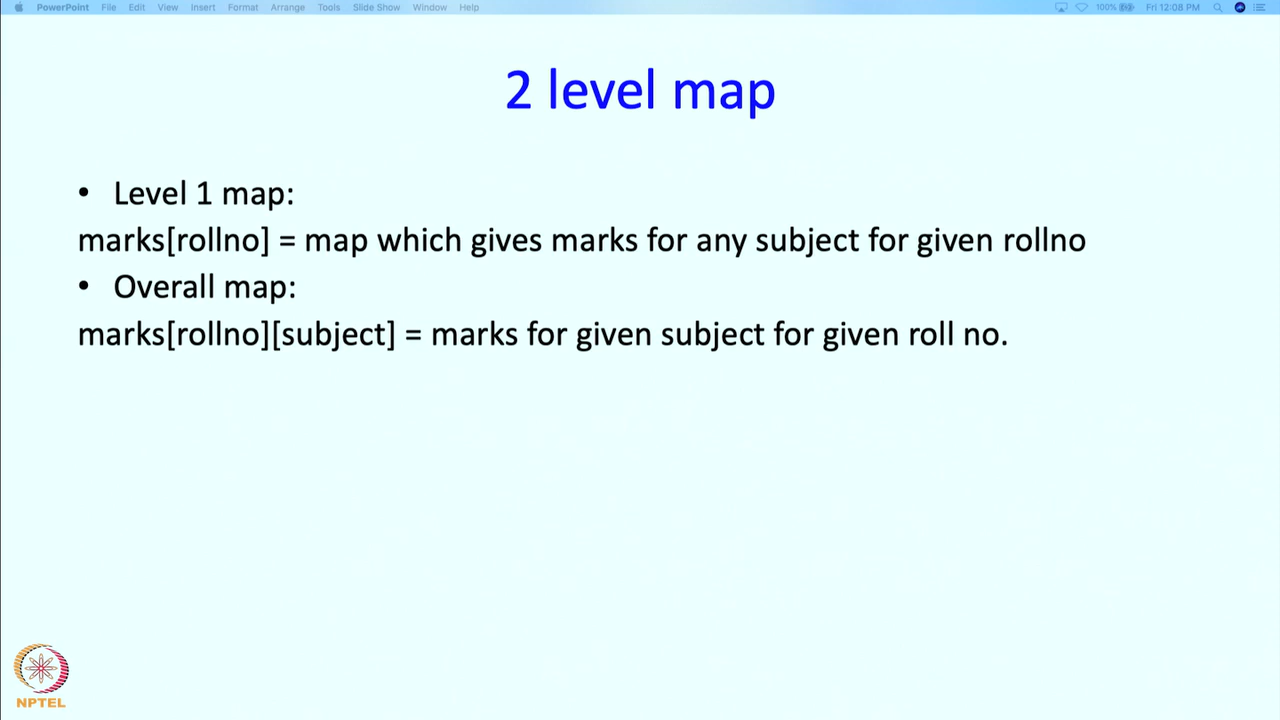 PowerPoint File Edit View Insert Format Arrange Tools Slide Show Window Help 100% Fri 12:08 PM
2 level map
• Level 1 map:
marks[rollno] = map which gives marks for any subject for given rollno
• Overall map:
marks[rollno][subject] = marks for given subject for given roll no.
NPTEL